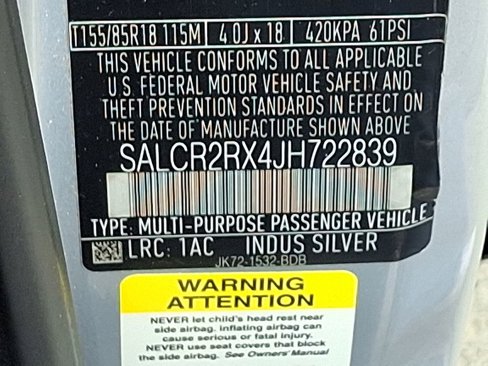 T155/85R18 115M 4.0J x 18 420KPA 61PSI
THIS VEHICLE CONFORMS TO ALL APPLICABLE
U.S. FEDERAL MOTOR VEHICLE SAFETY AND
THEFT PREVENTION STANDARDS IN EFFECT ON
THE DATE OF MANUFACTURE SHOWN ABOVE
SALCR2RX4JH722839
TYPE: MULTI-PURPOSE PASSENGER VEHICLE
LRC: 1AC INDUS SILVER
JK72-1532-BDB
WARNING
ATTENTION
NEVER let child's head rest near
side airbag. inflating airbag can
cause serious or fatal injury.
NEVER use seat covers that block
the side airbag. See Owners' Manual